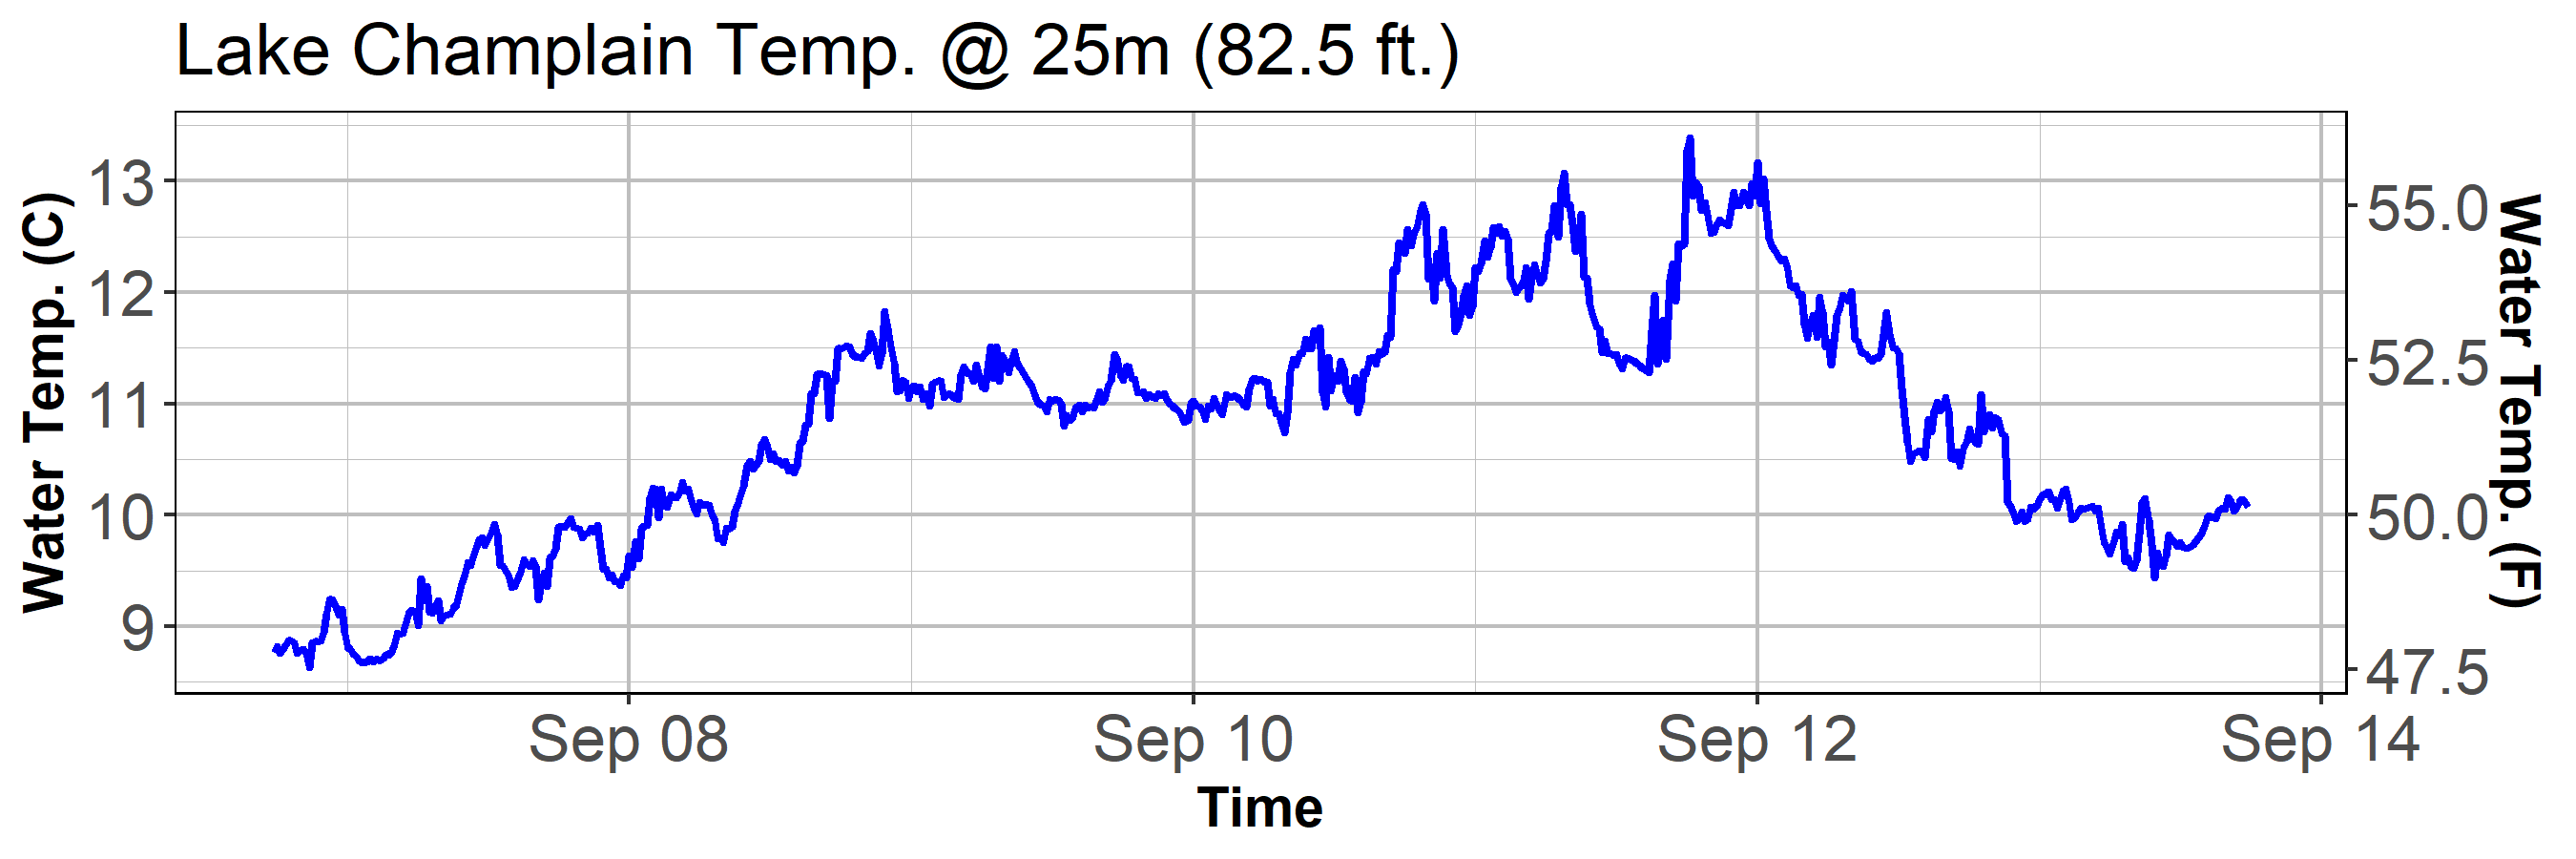 Lake Champlain Temp. @ 25m (82.5 ft.)
Water Temp. (C)
13
12
11
10
9
55.0
52.5
50.0
47.5
Water Temp. (F)
Sep 08 Sep 10 Sep 12 Sep 14
Time